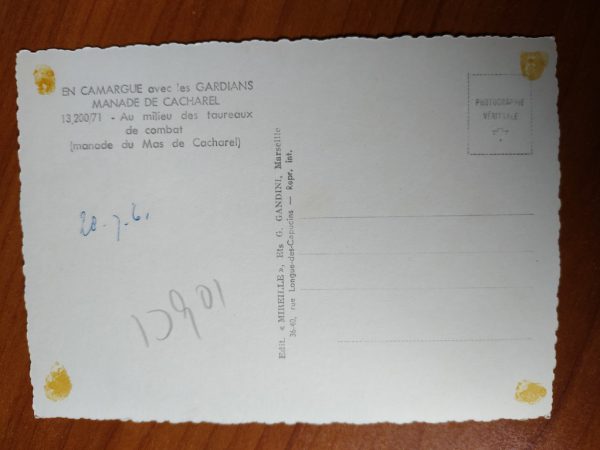 EN CAMARGUE avec les GARDIANS
MANADE DE CACHAREL
13,200/71 - Au milieu des taureaux
de combat
(manade du Mas de Cacharel)
20-7-6.
Edit. « MIREILLE », Ets G. GANDINI, Marseille
36-40, rue Longue-des-Capucins — Repr. int.
PHOTOGRAPHIE
VÉRITABLE